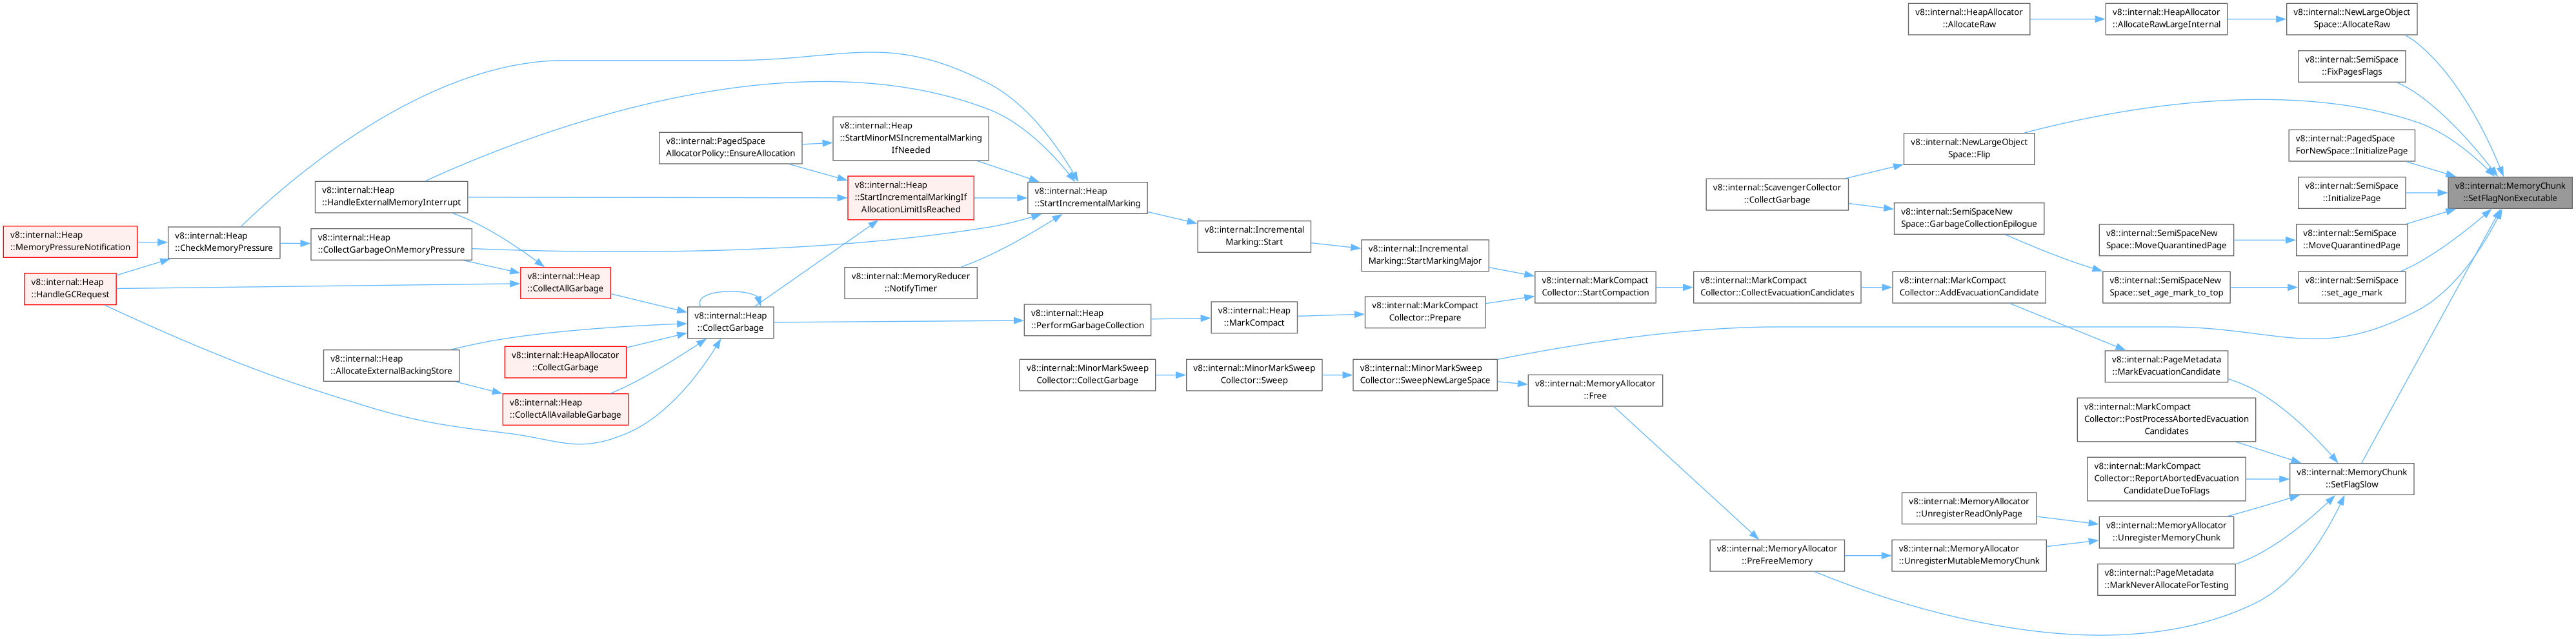 v8::internal::HeapAllocator
::AllocateRaw
v8::internal::HeapAllocator
::AllocateRawLargeInternal
v8::internal::NewLargeObject
Space::AllocateRaw
v8::internal::SemiSpace
::FixPagesFlags
v8::internal::Heap
::StartMinorMSIncrementalMarking
IfNeeded
v8::internal::PagedSpace
AllocatorPolicy::EnsureAllocation
v8::internal::NewLargeObject
Space::Flip
v8::internal::PagedSpace
ForNewSpace::InitializePage
v8::internal::Heap
::HandleExternalMemoryInterrupt
v8::internal::Heap
::StartIncrementalMarkingIf
AllocationLimitIsReached
v8::internal::Heap
::StartIncrementalMarking
v8::internal::ScavengerCollector
::CollectGarbage
v8::internal::SemiSpace
::InitializePage
v8::internal::MemoryChunk
::SetFlagNonExecutable
v8::internal::SemiSpaceNew
Space::GarbageCollectionEpilogue
v8::internal::Heap
::MemoryPressureNotification
v8::internal::Heap
::CheckMemoryPressure
v8::internal::Heap
::CollectGarbageOnMemoryPressure
v8::internal::Incremental
Marking::Start
v8::internal::Incremental
Marking::StartMarkingMajor
v8::internal::SemiSpaceNew
Space::MoveQuarantinedPage
v8::internal::SemiSpace
::MoveQuarantinedPage
v8::internal::Heap
::HandleGCRequest
v8::internal::Heap
::CollectAllGarbage
v8::internal::MemoryReducer
::NotifyTimer
v8::internal::MarkCompact
Collector::StartCompaction
v8::internal::MarkCompact
Collector::CollectEvacuationCandidates
v8::internal::MarkCompact
Collector::AddEvacuationCandidate
v8::internal::SemiSpaceNew
Space::set_age_mark_to_top
v8::internal::SemiSpace
::set_age_mark
v8::internal::Heap
::CollectGarbage
v8::internal::Heap
::PerformGarbageCollection
v8::internal::Heap
::MarkCompact
v8::internal::MarkCompact
Collector::Prepare
v8::internal::Heap
::AllocateExternalBackingStore
v8::internal::HeapAllocator
::CollectGarbage
v8::internal::MinorMarkSweep
Collector::CollectGarbage
v8::internal::MinorMarkSweep
Collector::Sweep
v8::internal::MinorMarkSweep
Collector::SweepNewLargeSpace
v8::internal::MemoryAllocator
::Free
v8::internal::PageMetadata
::MarkEvacuationCandidate
v8::internal::Heap
::CollectAllAvailableGarbage
v8::internal::MarkCompact
Collector::PostProcessAbortedEvacuation
Candidates
v8::internal::MarkCompact
Collector::ReportAbortedEvacuation
CandidateDueToFlags
v8::internal::MemoryChunk
::SetFlagSlow
v8::internal::MemoryAllocator
::UnregisterReadOnlyPage
v8::internal::MemoryAllocator
::UnregisterMemoryChunk
v8::internal::MemoryAllocator
::PreFreeMemory
v8::internal::MemoryAllocator
::UnregisterMutableMemoryChunk
v8::internal::PageMetadata
::MarkNeverAllocateForTesting